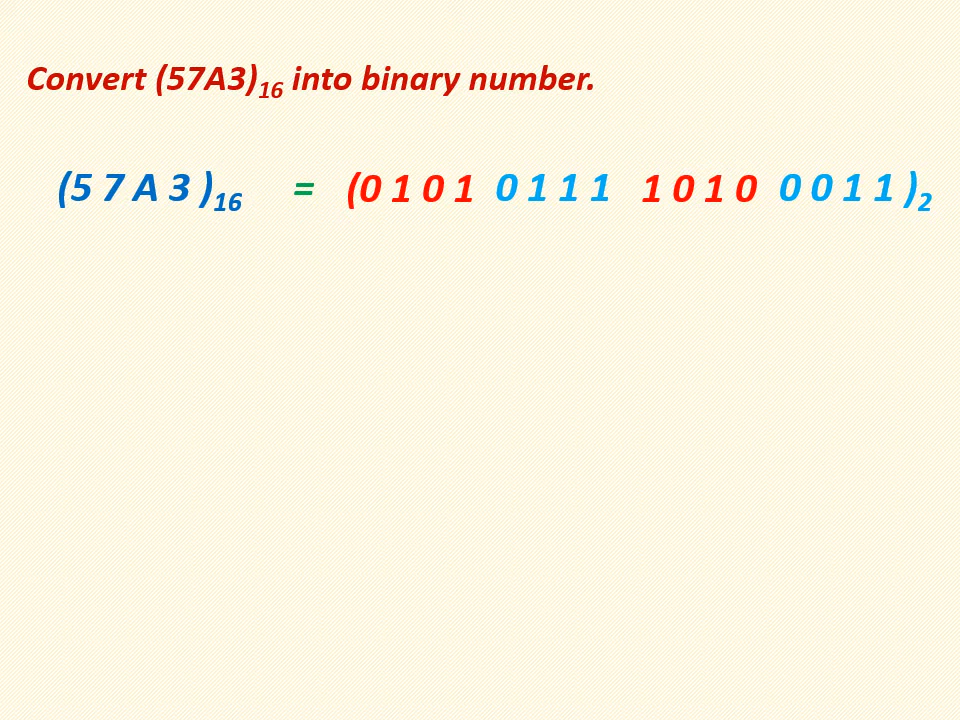 Convert (57A3)16 into binary number.
(5 7 A 3 )16 = (0 1 0 1 0 1 1 1 1 0 1 0 0 0 1 1 )2